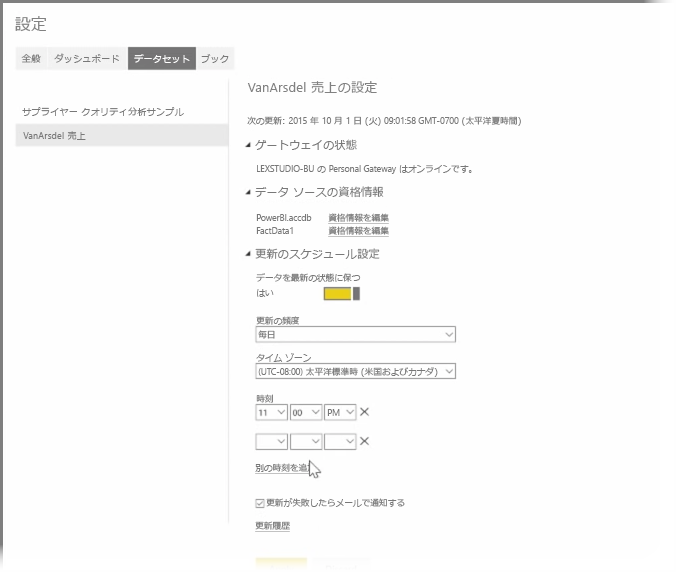 設定
全般 ダッシュボード データセット ブック
サプライヤー クオリティ分析サンプル
VanArsdel 売上
VanArsdel 売上の設定
次の更新: 2015 年 10 月 1 日 (火) 09:01:58 GMT-0700 (太平洋夏時間)
ゲートウェイの状態
LEXSTUDIO-BU の Personal Gateway はオンラインです。
データ ソースの資格情報
PowerBI.accdb 資格情報を編集
FactData1 資格情報を編集
更新のスケジュール設定
データを最新の状態に保つ
はい
更新の頻度
毎日
タイム ゾーン
(UTC-08:00) 太平洋標準時 (米国およびカナダ)
時刻
11 00 PM
別の時刻を追
更新が失敗したらメールで通知する
更新履歴